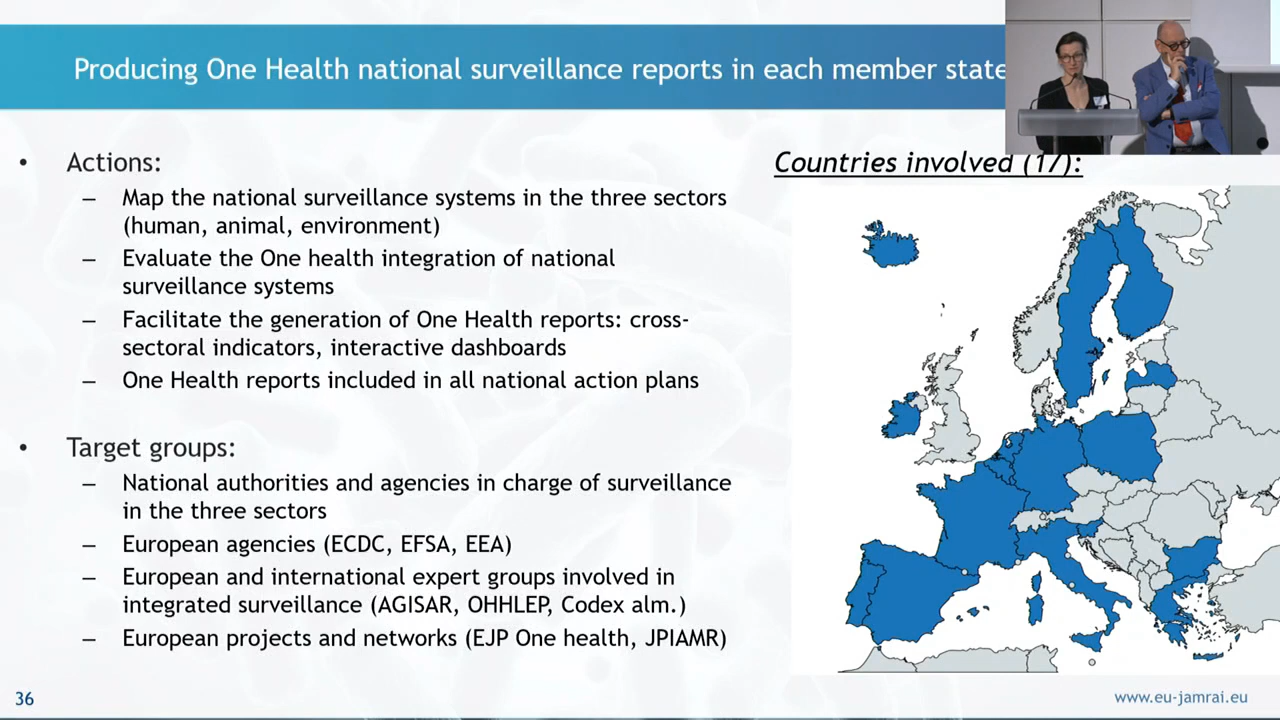 Producing One Health national surveillance reports in each member state
• Actions:
– Map the national surveillance systems in the three sectors
(human, animal, environment)
– Evaluate the One health integration of national
surveillance systems
– Facilitate the generation of One Health reports: cross-
sectoral indicators, interactive dashboards
– One Health reports included in all national action plans
• Target groups:
– National authorities and agencies in charge of surveillance
in the three sectors
– European agencies (ECDC, EFSA, EEA)
– European and international expert groups involved in
integrated surveillance (AGISAR, OHHLEP, Codex alm.)
– European projects and networks (EJP One health, JPIAMR)
Countries involved (17):
36
www.eu-jamrai.eu